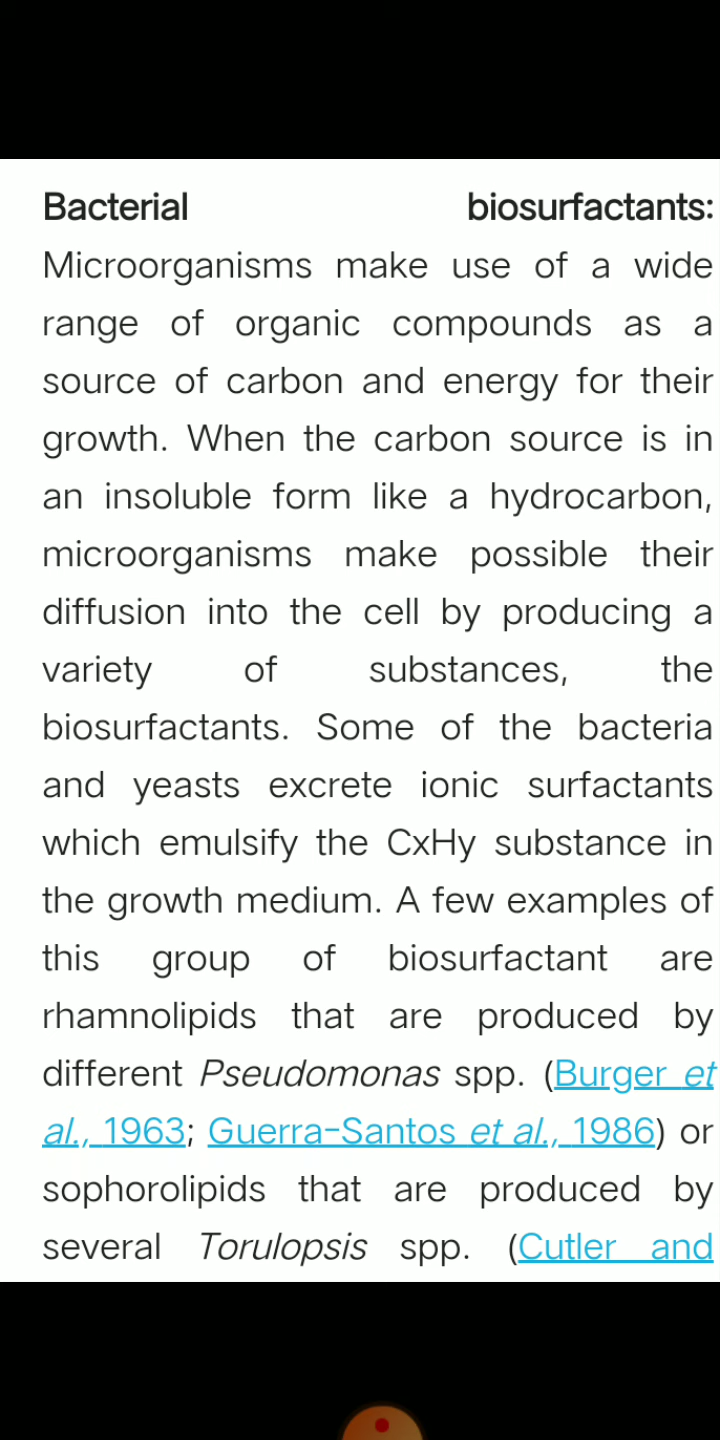 Bacterial biosurfactants:
Microorganisms make use of a wide
range of organic compounds as a
source of carbon and energy for their
growth. When the carbon source is in
an insoluble form like a hydrocarbon,
microorganisms make possible their
diffusion into the cell by producing a
variety of substances, the
biosurfactants. Some of the bacteria
and yeasts excrete ionic surfactants
which emulsify the CxHy substance in
the growth medium. A few examples of
this group of biosurfactant are
rhamnolipids that are produced by
different Pseudomonas spp. (Burger et
al., 1963; Guerra-Santos et al., 1986) or
sophorolipids that are produced by
several Torulopsis spp. (Cutler and